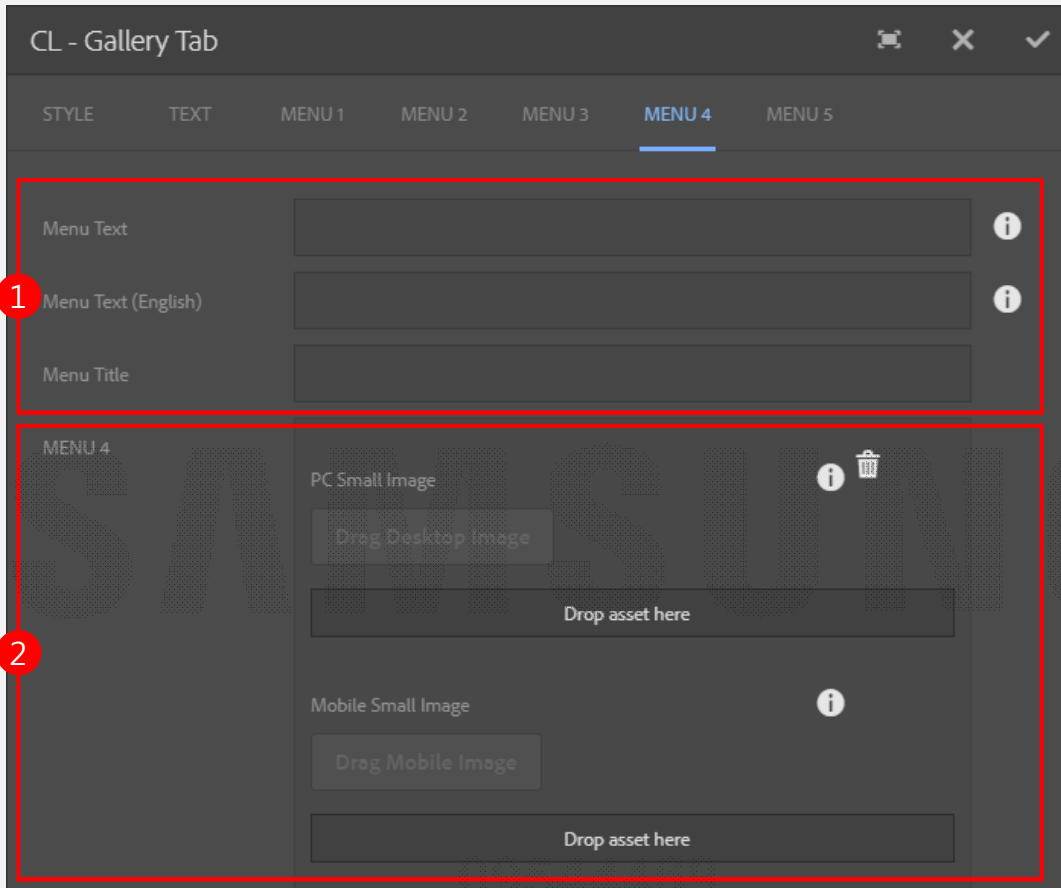 CL - Gallery Tab
STYLE TEXT MENU 1 MENU 2 MENU 3 MENU 4 MENU 5
Menu Text
1
Menu Text (English)
Menu Title
MENU 4
PC Small Image
Drag Desktop Image
SAMSUN
Drop asset here
2
Mobile Small Image
Drag Mobile Image
Drop asset here